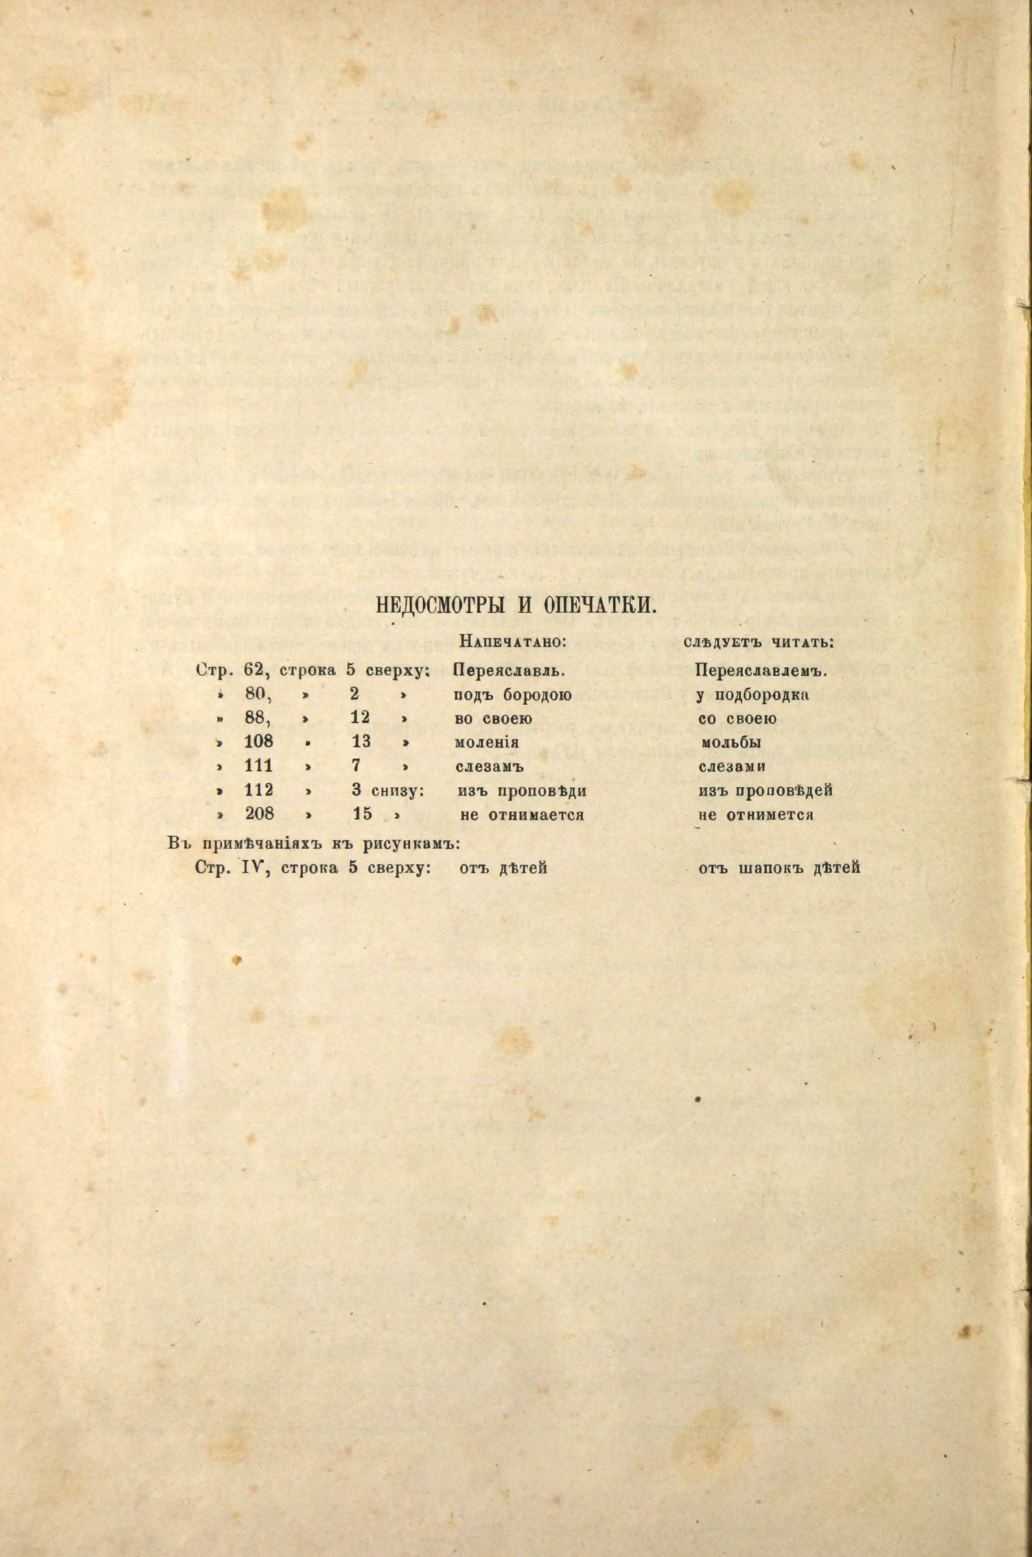 НЕДОСМОТРЫ И ОПЕЧАТКИ.
Напечатано: слѣдуетъ читать:
Стр. 62, строка 5 сверху: Переяславль. Переяславлемъ.
» 80, » 2 » подъ бородою у подбородка
» 88, » 12 » во своею со своею
» 108 » 13 » моленія мольбы
» 111 » 7 » слезамъ слезами
» 112 » 3 снизу: изъ проповѣди изъ проповѣдей
» 208 » 15 » не отнимается не отнимется
Въ примѣчаніяхъ къ рисункамъ:
Стр. IV, строка 5 сверху: отъ дѣтей отъ шапокъ дѣтей